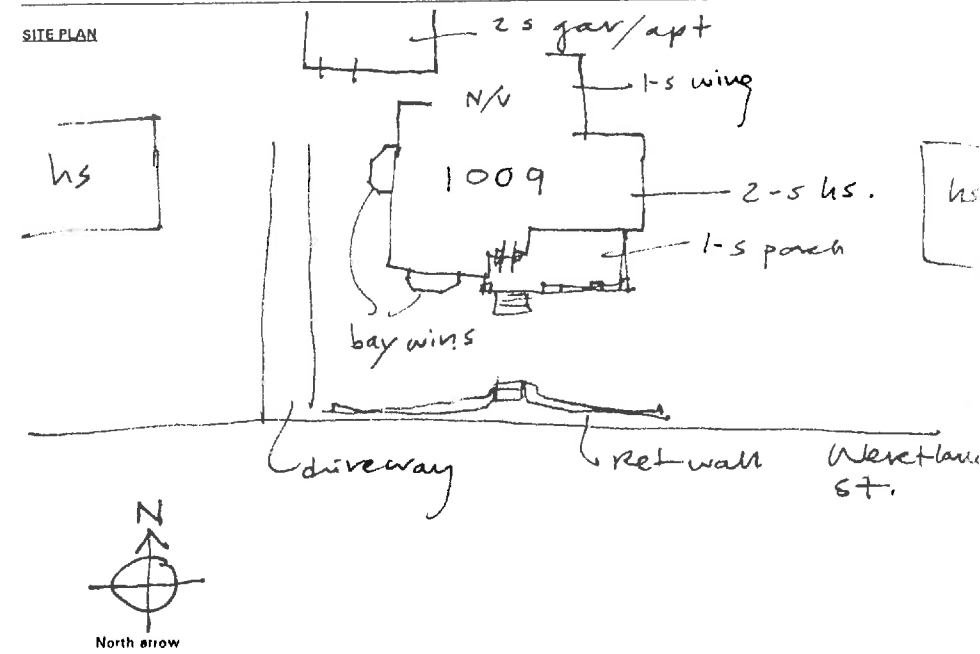 SITE PLAN
2 s gar/apt
1-s wing
N/V
hs
1009
2-s hs.
hs
1-s porch
bay wins
driveway
Ret wall
St.
N
North arrow